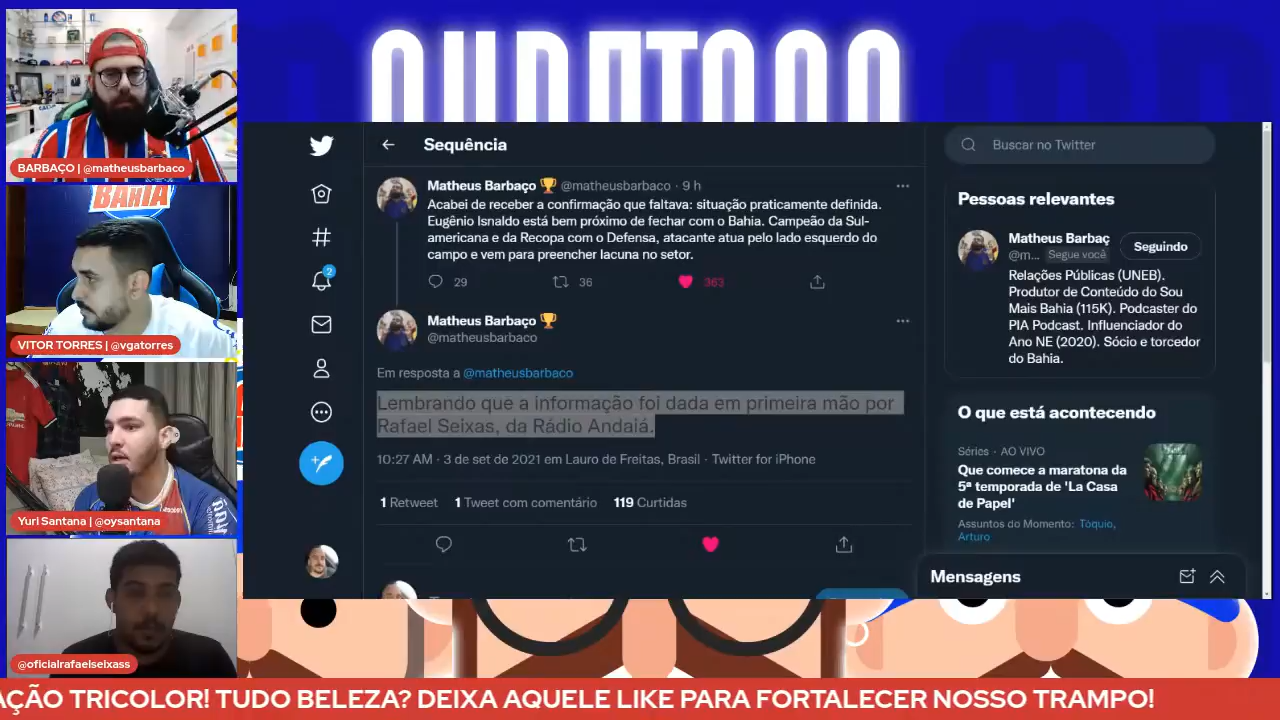 BARBAÇO | @matheusbarbaco
BAHIA
VITOR TORRES | @vgatorres
Yuri Santana | @oysantana
@oficialrafaelseixass
Sequência
Matheus Barbaço 🏆 @matheusbarbaco · 9 h
Acabei de receber a confirmação que faltava: situação praticamente definida.
Eugênio Isnaldo está bem próximo de fechar com o Bahia. Campeão da Sul-
americana e da Recopa com o Defensa, atacante atua pelo lado esquerdo do
campo e vem para preencher lacuna no setor.
29 36 363
Matheus Barbaço 🏆
@matheusbarbaco
Em resposta a @matheusbarbaco
Lembrando que a informação foi dada em primeira mão por
Rafael Seixas, da Rádio Andaiá.
10:27 AM · 3 de set de 2021 em Lauro de Freitas, Brasil · Twitter for iPhone
1 Retweet 1 Tweet com comentário 119 Curtidas
2
Buscar no Twitter
Pessoas relevantes
Matheus Barbaç
@m... Segue você
Seguindo
Relações Públicas (UNEB).
Produtor de Conteúdo do Sou
Mais Bahia (115K). Podcaster do
PIA Podcast. Influenciador do
Ano NE (2020). Sócio e torcedor
do Bahia.
O que está acontecendo
Séries · AO VIVO
Que comece a maratona da
5ª temporada de 'La Casa
de Papel'
Assuntos do Momento: Tóquio,
Arturo
Mensagens
AÇÃO TRICOLOR! TUDO BELEZA? DEIXA AQUELE LIKE PARA FORTALECER NOSSO TRAMPO!